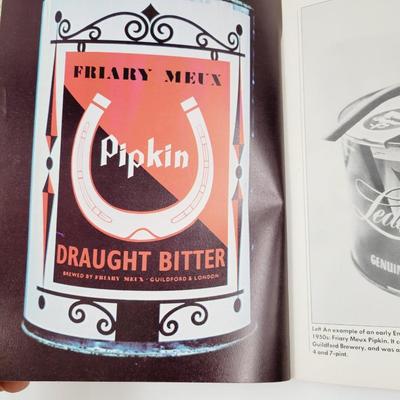 FRIARY MEUX
Pipkin
DRAUGHT BITTER
BREWED BY FRIARY MEUX · GUILDFORD & LONDON
GENUIN
Left An example of an early En
1950s: Friary Meux Pipkin. It c
Guildford Brewery, and was a
4 and 7-pint.